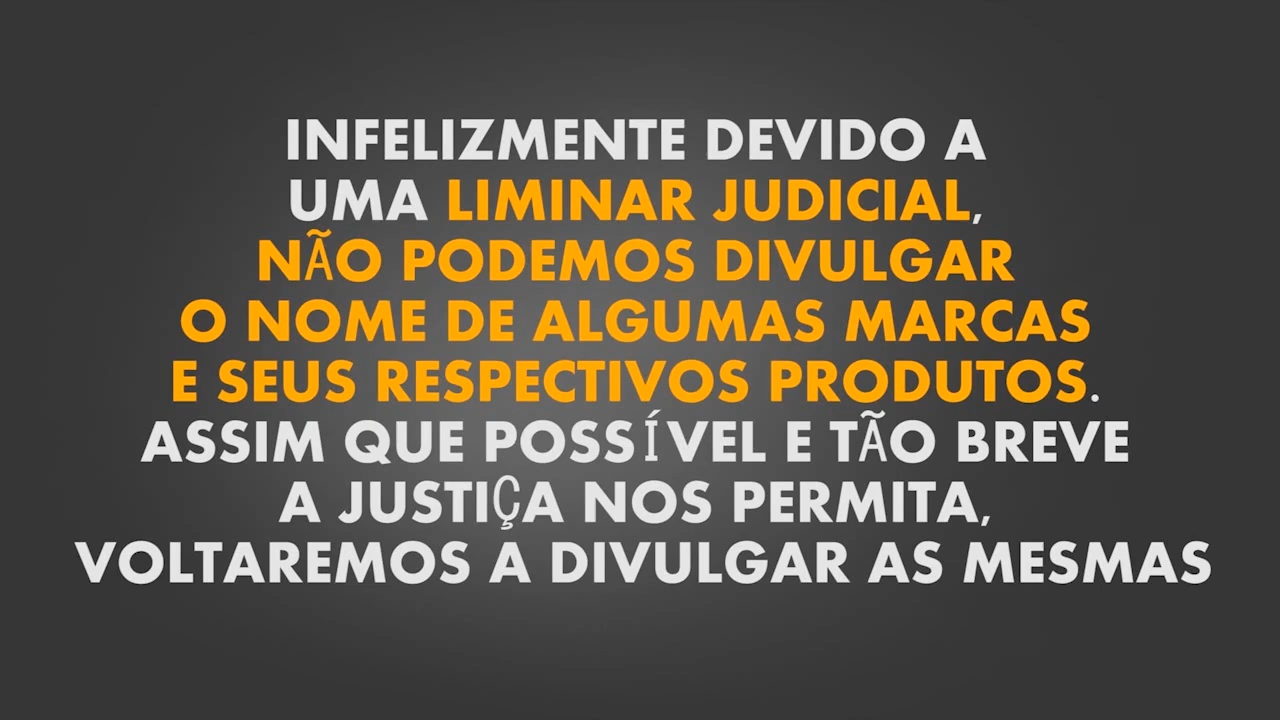 INFELIZMENTE DEVIDO A
UMA LIMINAR JUDICIAL,
NÃO PODEMOS DIVULGAR
O NOME DE ALGUMAS MARCAS
E SEUS RESPECTIVOS PRODUTOS.
ASSIM QUE POSSÍVEL E TÃO BREVE
A JUSTIÇA NOS PERMITA,
VOLTAREMOS A DIVULGAR AS MESMAS